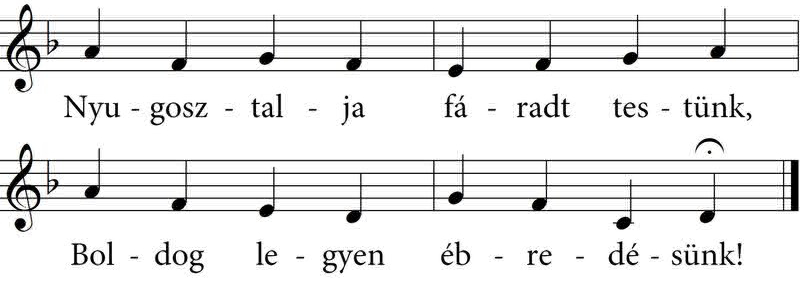 Nyu - gosz - tal - ja fá - radt tes - tünk,
Bol - dog le - gyen éb - re - dé - sünk!